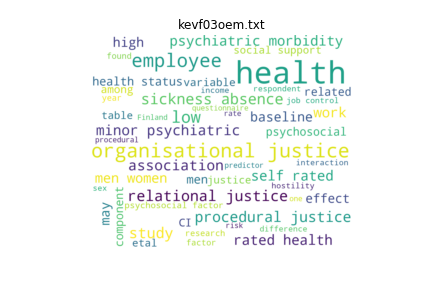 kevf03oem.txt
high psychiatric morbidity
found employee social support
health
health status variable
among income respondent related
year sickness absence job control
questionnaire
table Finland low rate baseline work
minor psychiatric psychosocial
procedural
organisational justice
association predictor interaction
men women men justice self rated
sex hostility
component relational justice one effect
may psychosocial factor
CI procedural justice
study risk
research difference
etal factor rated health